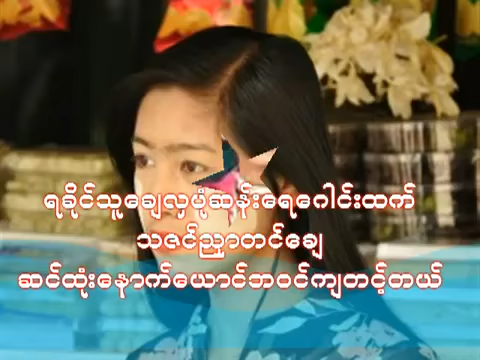 ရခိုင်သူချေလှပုံဆန်းရေဂေါင်းထက်
သဇင်ညှာတင်ချေ
ဆင်ထုံးနောက်ယောင်ဘဝင်ကျတင့်တယ်